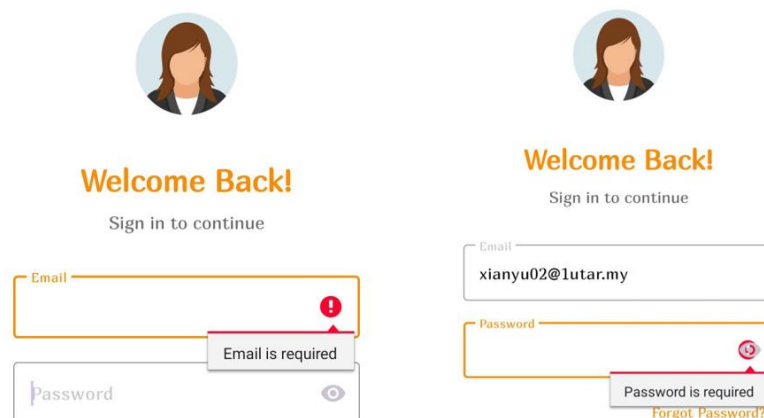 Welcome Back!
Sign in to continue
Email
Email is required
Password
Welcome Back!
Sign in to continue
Email
xianyu02@1utar.my
Password
Password is required
Forgot Password?